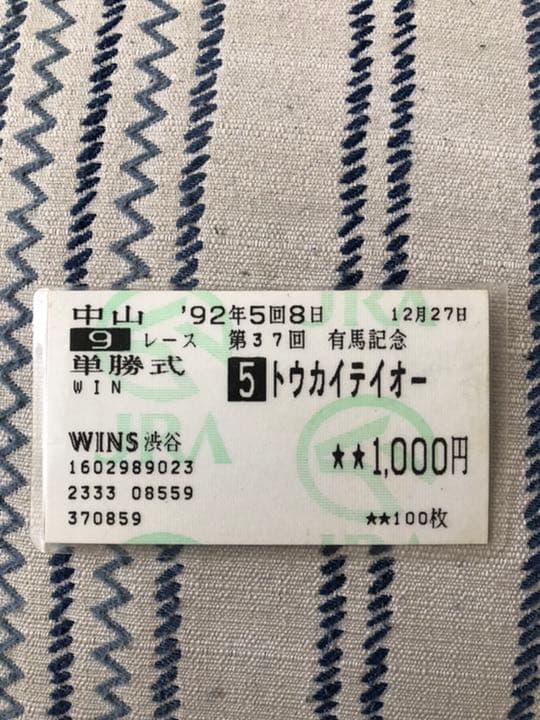 中山 '92年5回8日 12月27日
9 レース 第37回 有馬記念
単勝式
WIN
5 トウカイテイオー
WINS渋谷
★★1,000円
1602989023
2333 08559
370859
★★100枚
JRA
JRA